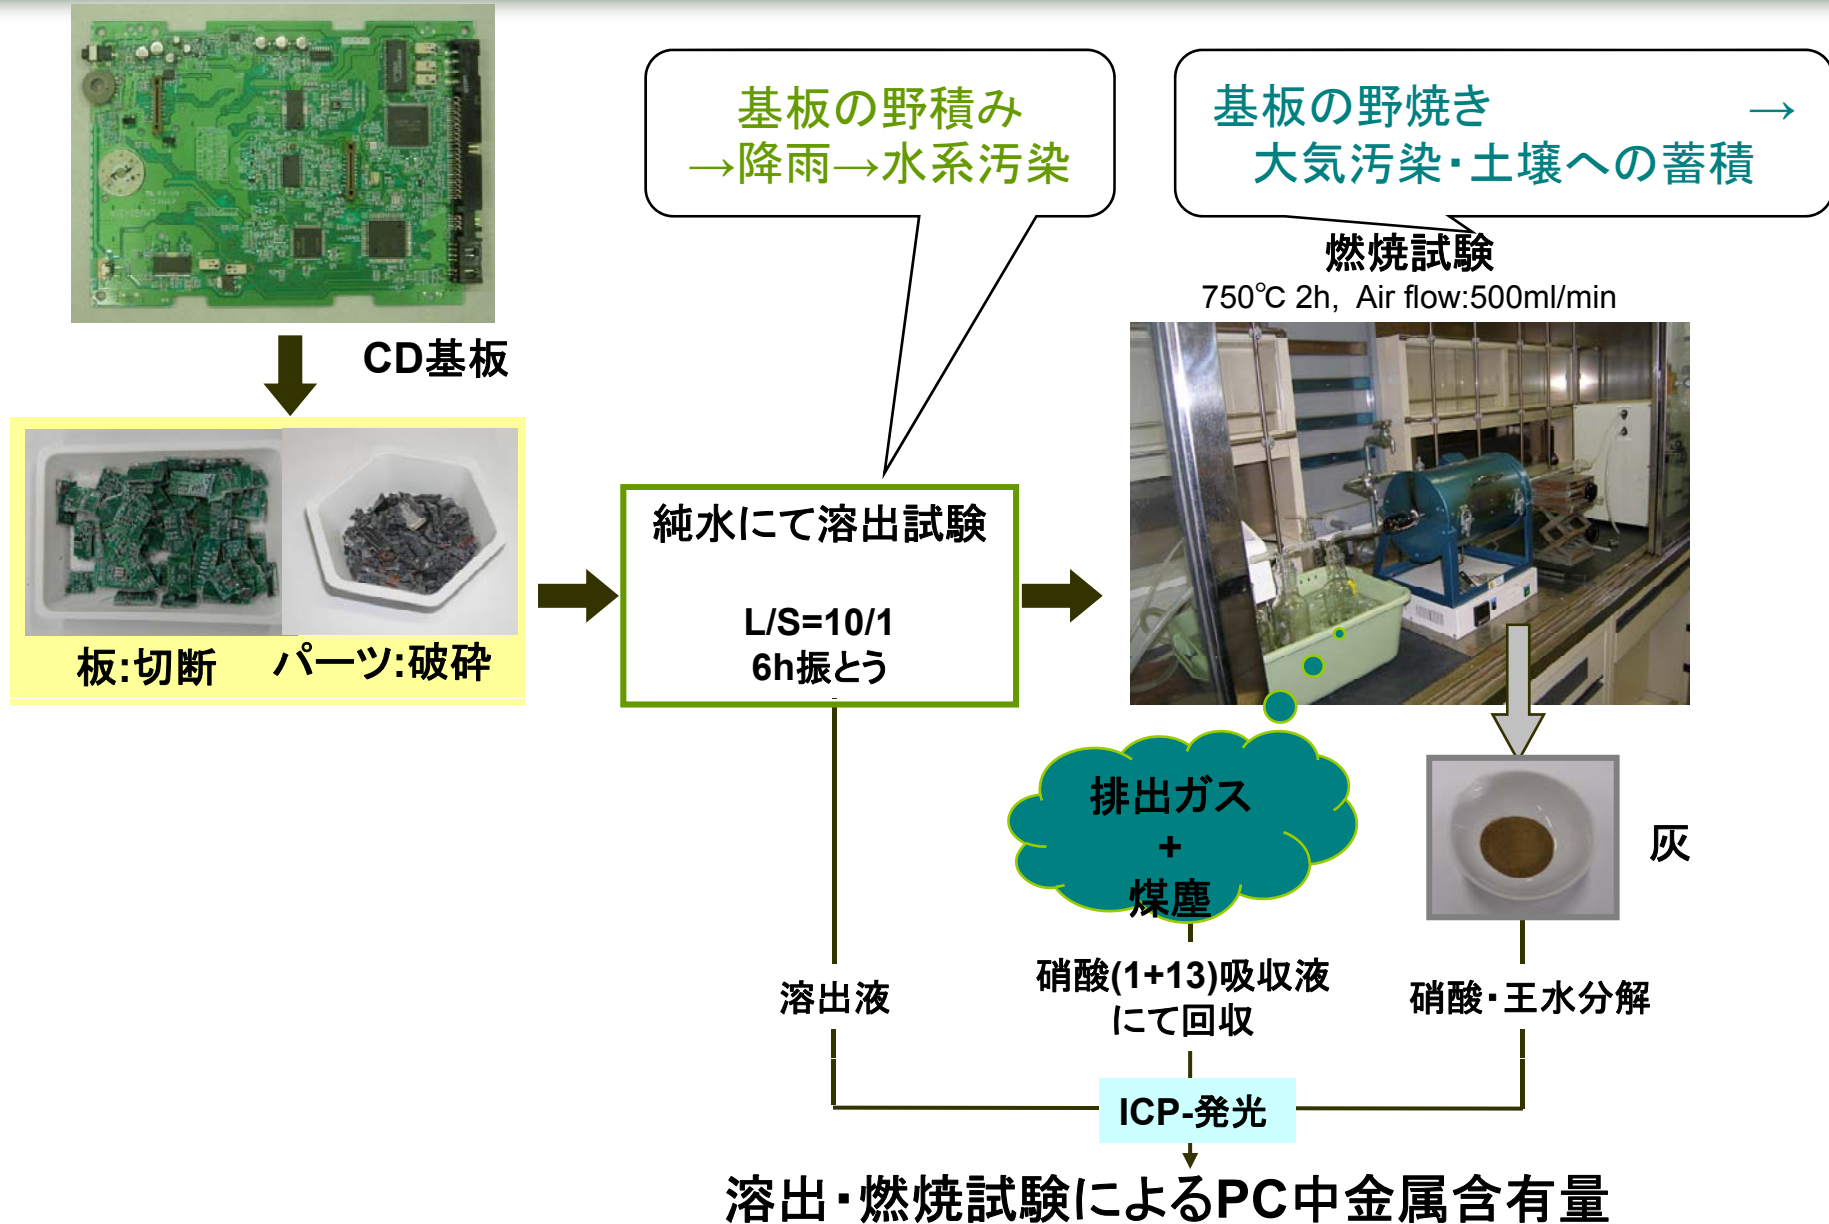 基板の野積み
→降雨→水系汚染
基板の野焼き →
大気汚染・土壌への蓄積
燃焼試験
750℃ 2h, Air flow:500ml/min
CD基板
板:切断
パーツ:破砕
純水にて溶出試験
L/S=10/1
6h振とう
排出ガス
+
煤塵
灰
溶出液
硝酸(1+13)吸収液
にて回収
硝酸・王水分解
ICP-発光
溶出・燃焼試験によるPC中金属含有量